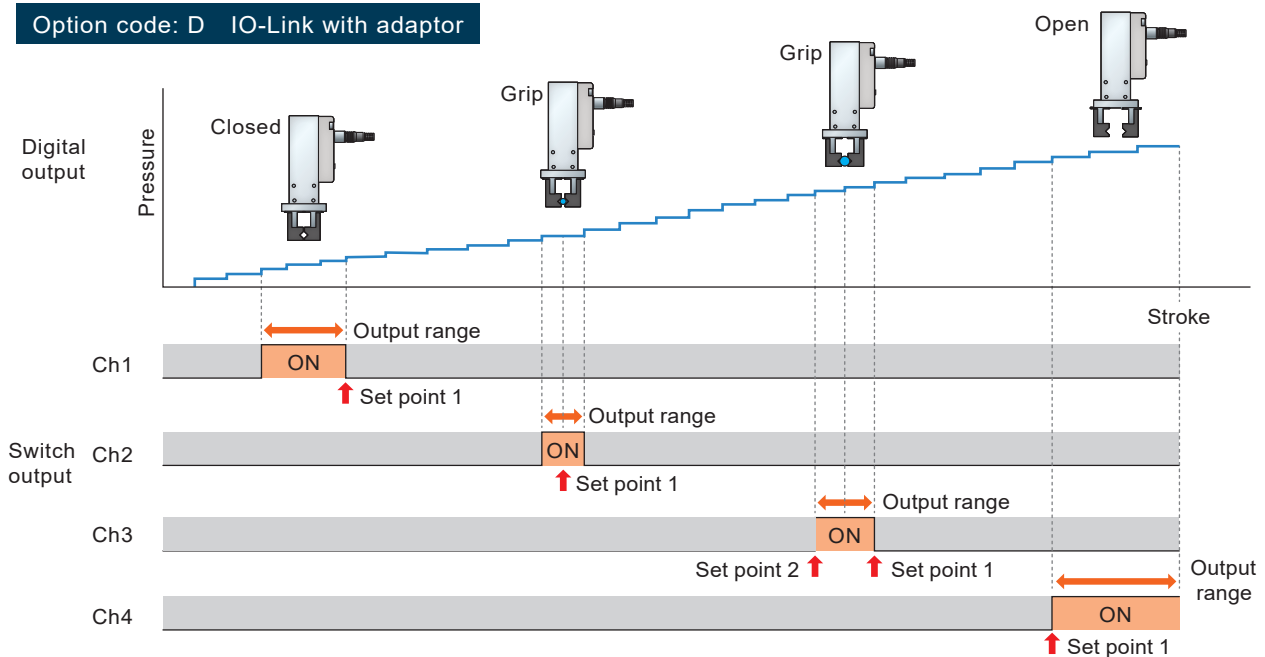 Option code: D IO-Link with adaptor
Open
Grip
Grip
Closed
Digital
output
Pressure
Stroke
Output range
Ch1
ON
Set point 1
Output range
Switch
output
Ch2
ON
Set point 1
Output range
Ch3
ON
Set point 2
Set point 1
Output
range
Ch4
ON
Set point 1